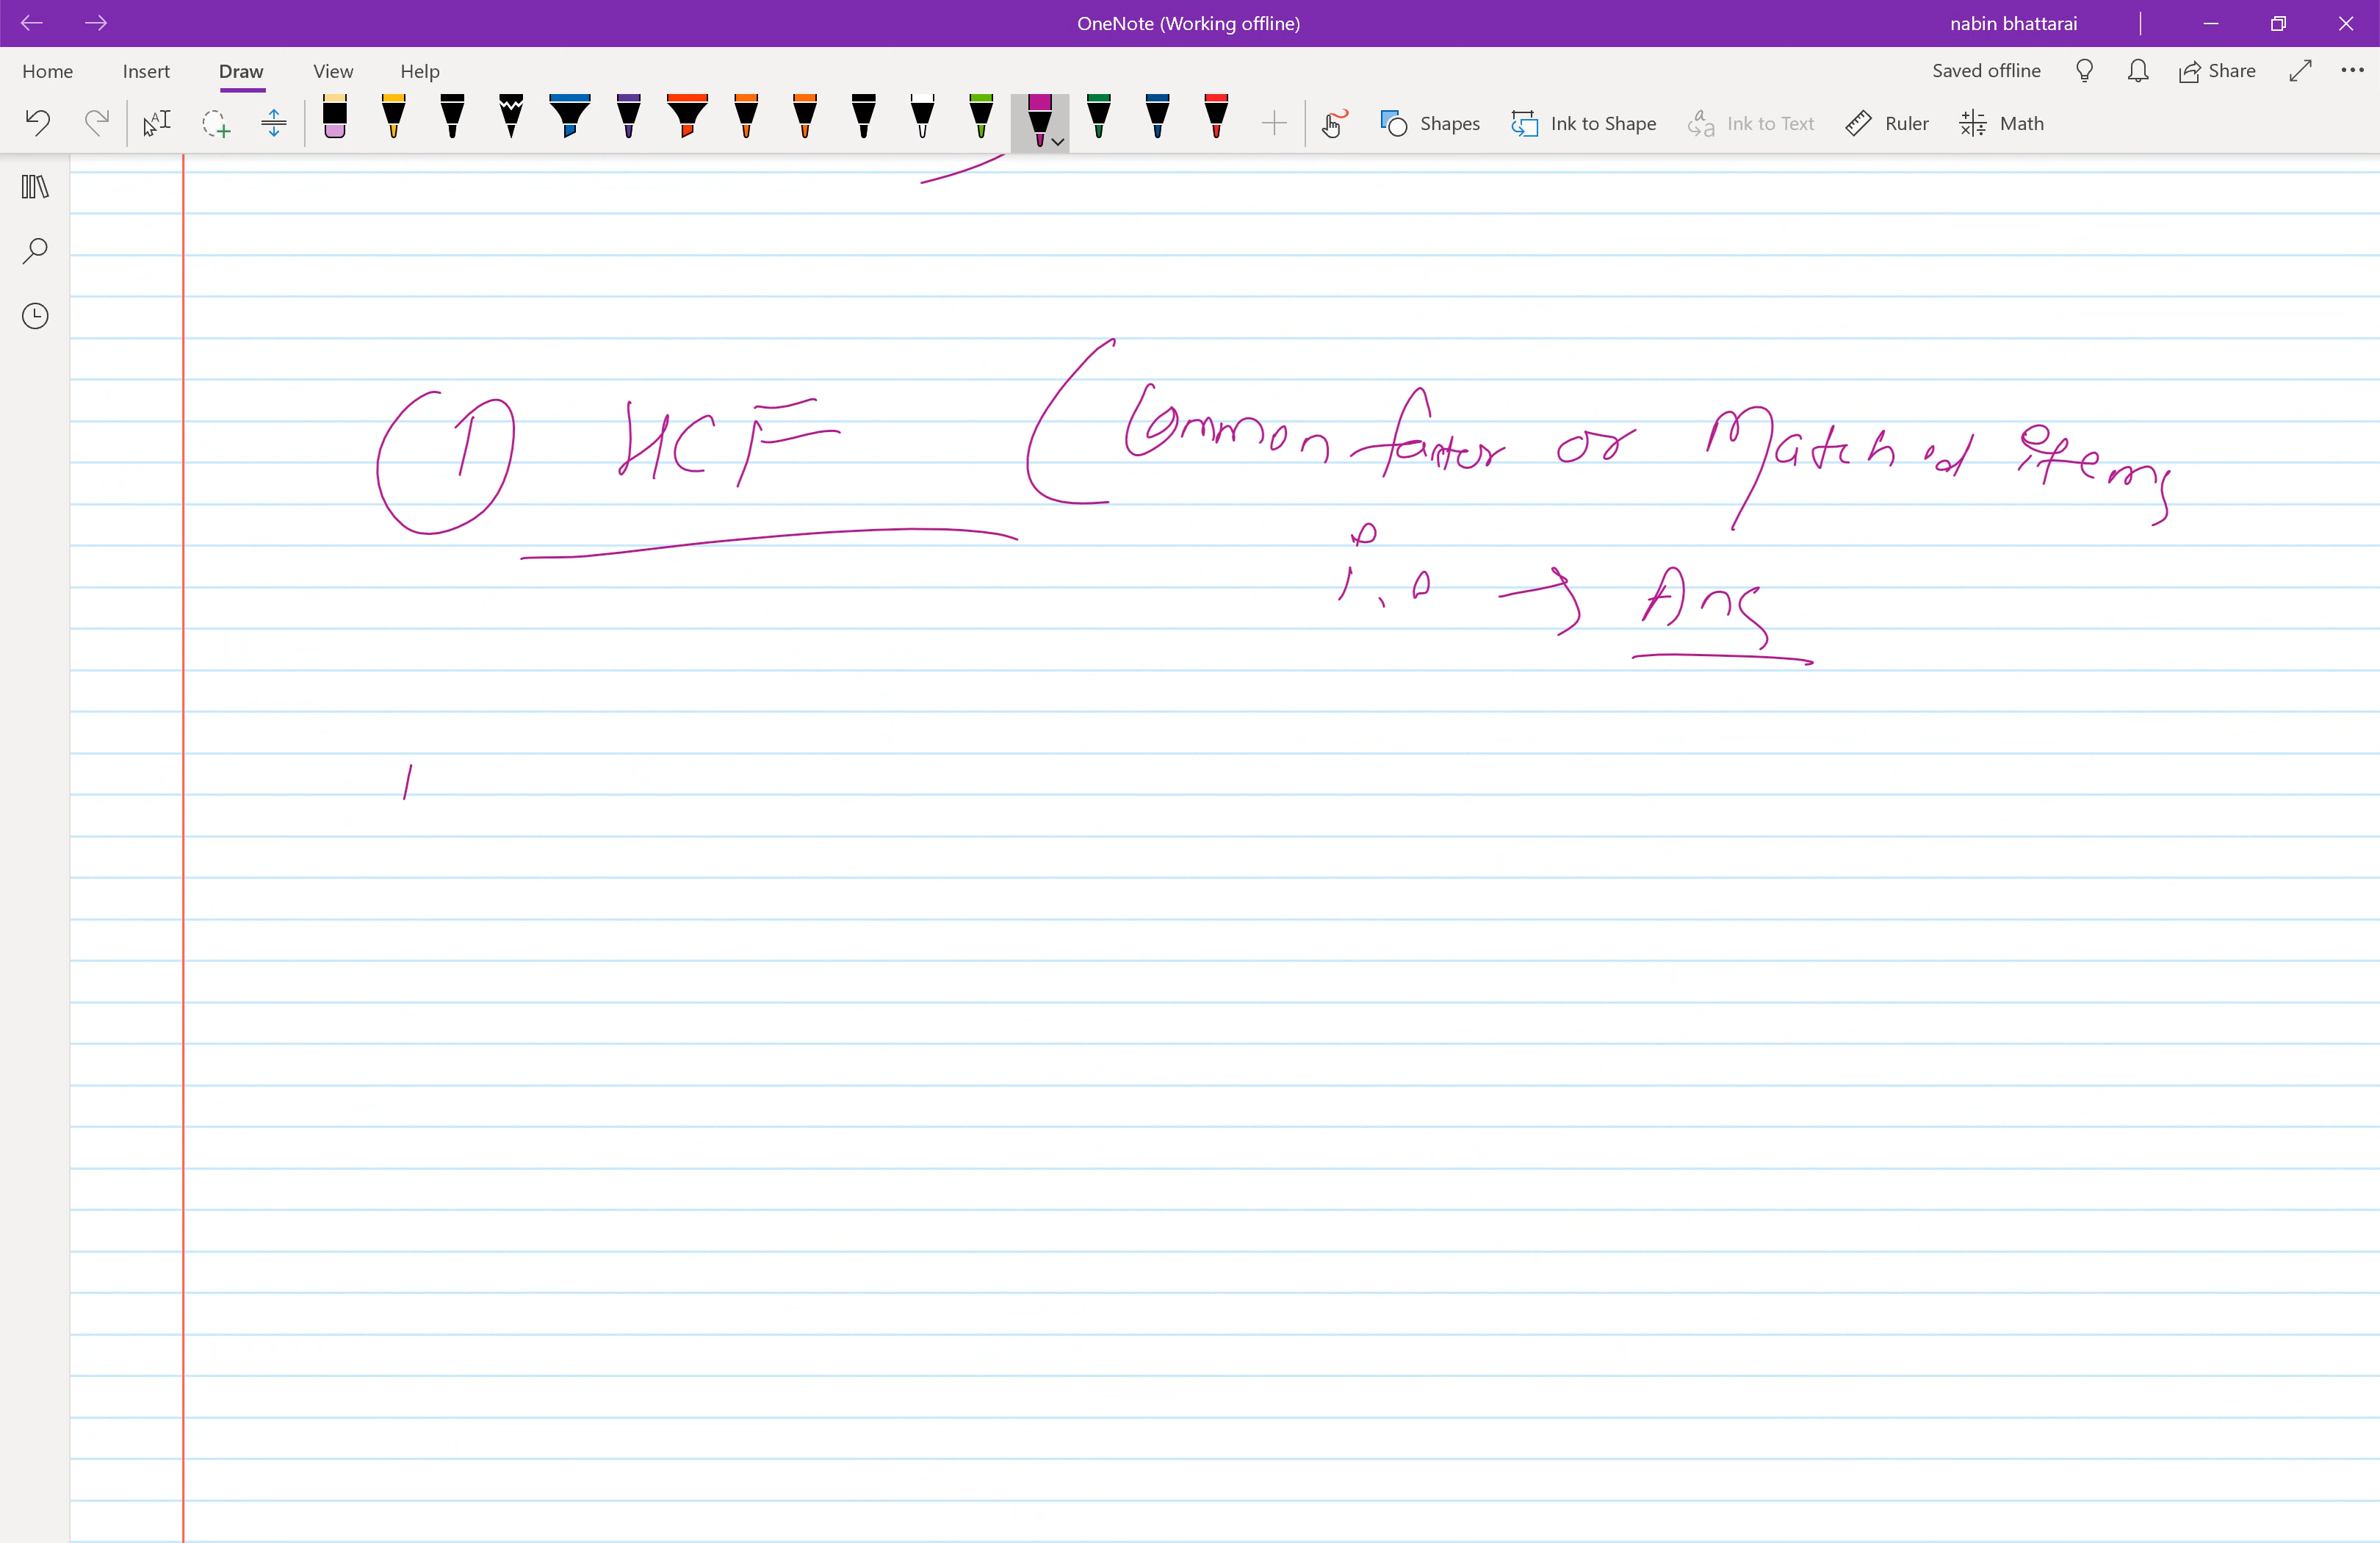 OneNote (Working offline) nabin bhattarai
Home Insert Draw View Help Saved offline Share
Shapes Ink to Shape Ink to Text Ruler Math
① HCF (Common factor or Matched items
→ Ans